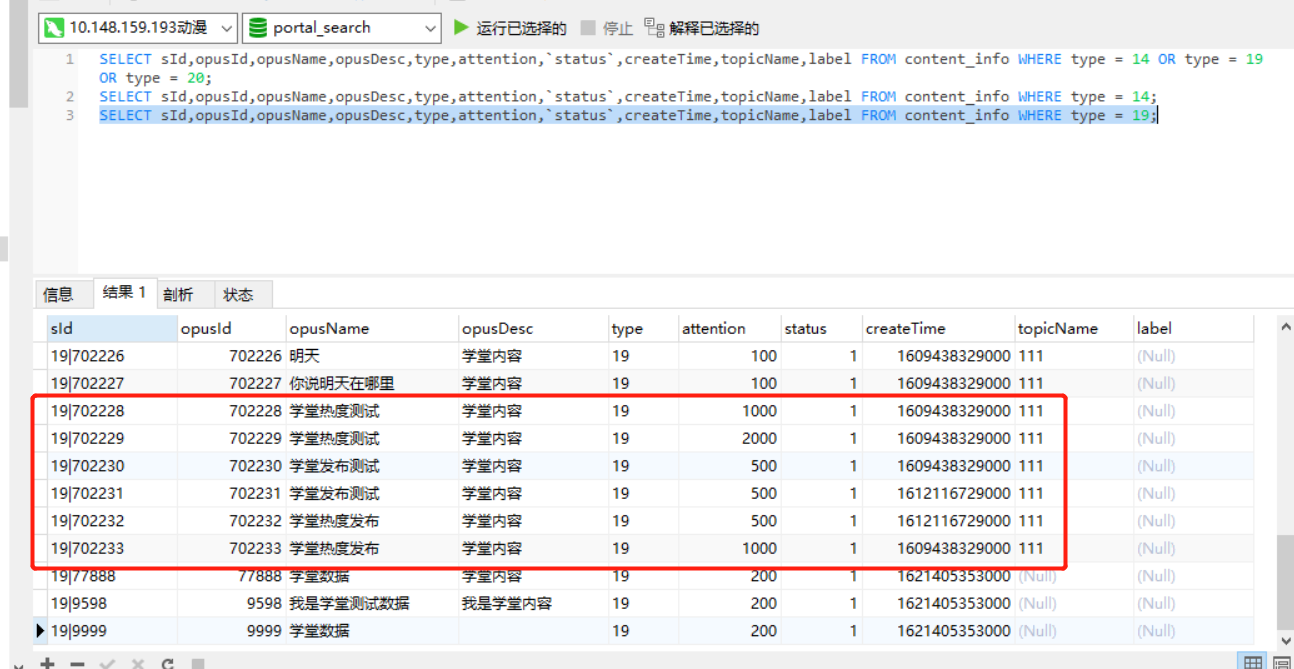 10.148.159.193动漫 portal_search 运行已选择的 停止 解释已选择的
1 SELECT sId,opusId,opusName,opusDesc,type,attention,`status`,createTime,topicName,label FROM content_info WHERE type = 14 OR type = 19
OR type = 20;
2 SELECT sId,opusId,opusName,opusDesc,type,attention,`status`,createTime,topicName,label FROM content_info WHERE type = 14;
3 SELECT sId,opusId,opusName,opusDesc,type,attention,`status`,createTime,topicName,label FROM content_info WHERE type = 19;
信息 结果 1 剖析 状态
sId opusId opusName opusDesc type attention status createTime topicName label
19|702226 702226 明天 学堂内容 19 100 1 1609438329000 111 (Null)
19|702227 702227 你说明天在哪里 学堂内容 19 100 1 1609438329000 111 (Null)
19|702228 702228 学堂热度测试 学堂内容 19 1000 1 1609438329000 111 (Null)
19|702229 702229 学堂热度测试 学堂内容 19 2000 1 1609438329000 111 (Null)
19|702230 702230 学堂发布测试 学堂内容 19 500 1 1609438329000 111 (Null)
19|702231 702231 学堂发布测试 学堂内容 19 500 1 1612116729000 111 (Null)
19|702232 702232 学堂热度发布 学堂内容 19 500 1 1612116729000 111 (Null)
19|702233 702233 学堂热度发布 学堂内容 19 1000 1 1609438329000 111 (Null)
19|77888 77888 学堂数据 学堂内容 19 200 1 1621405353000 (Null) (Null)
19|9598 9598 我是学堂测试数据 我是学堂内容 19 200 1 1621405353000 (Null) (Null)
19|9999 9999 学堂数据 19 200 1 1621405353000 (Null) (Null)